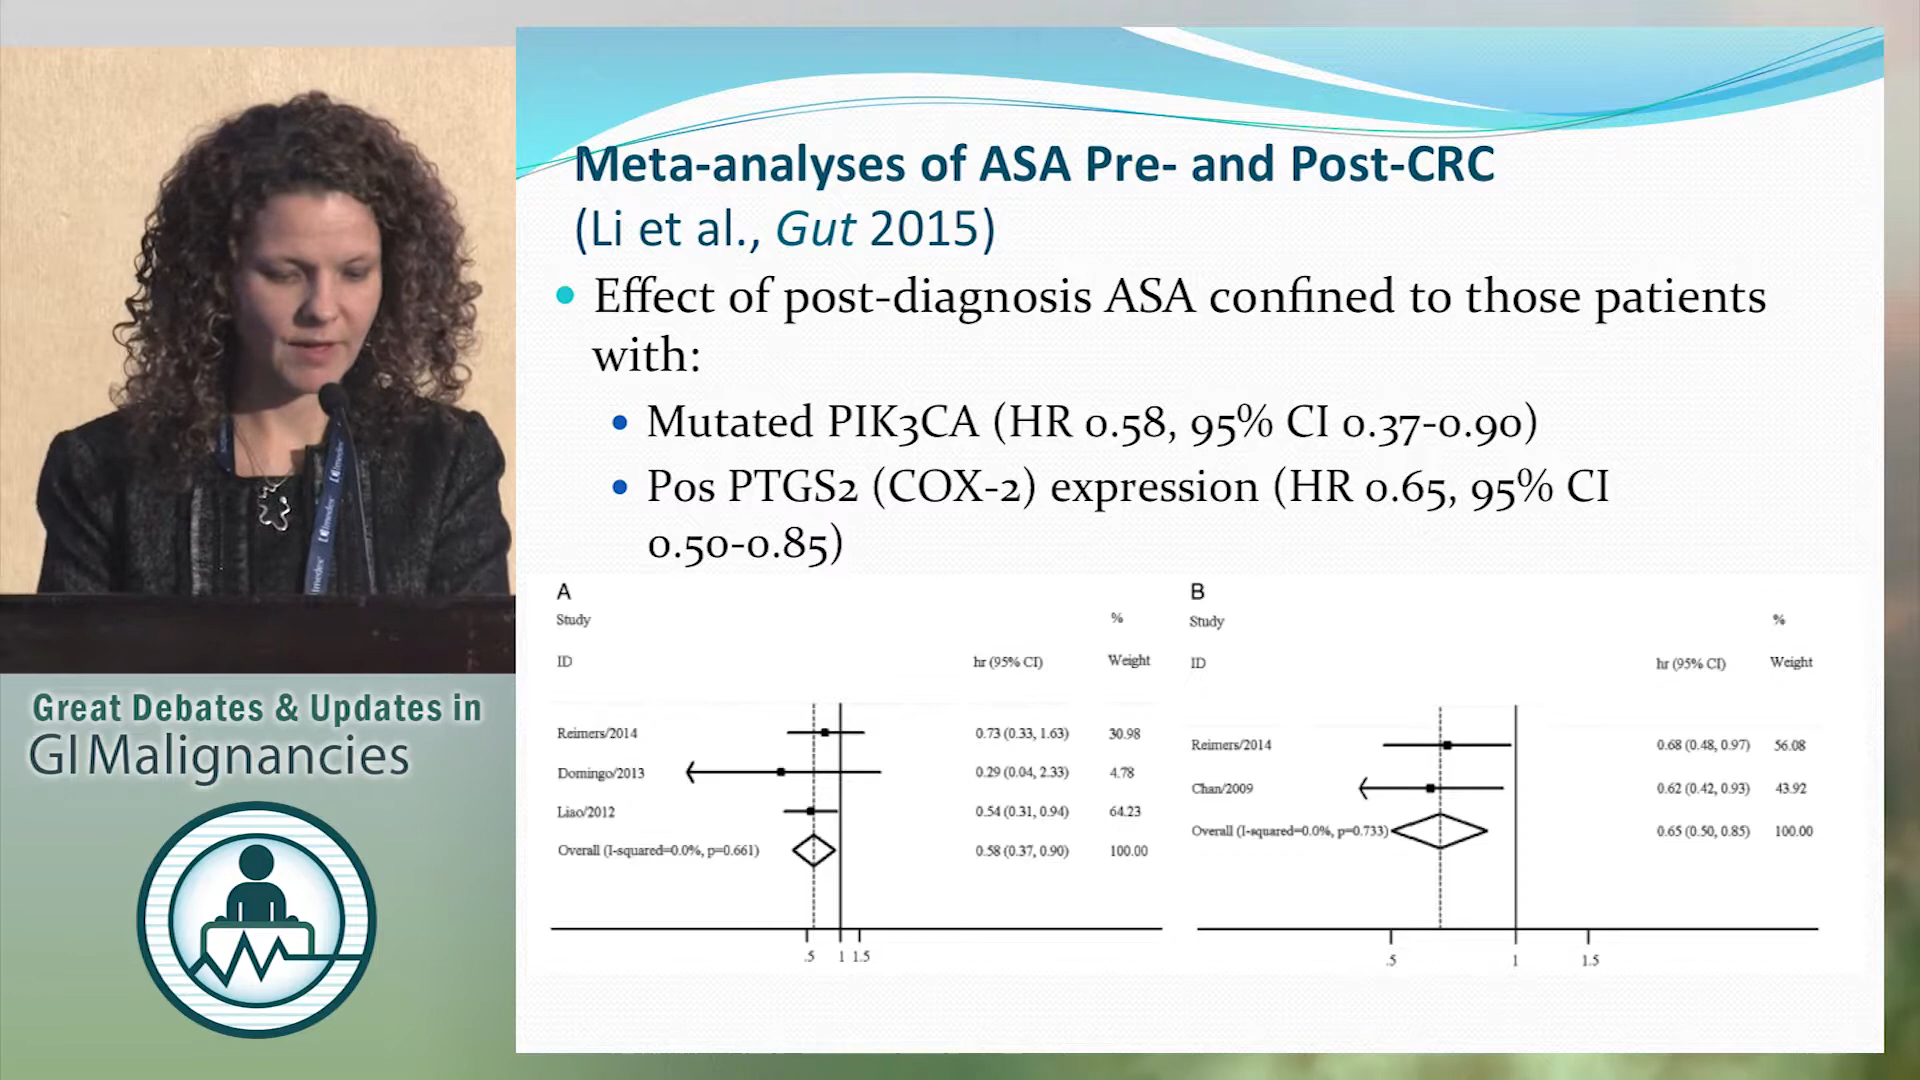 Meta-analyses of ASA Pre- and Post-CRC
(Li et al., Gut 2015)
Effect of post-diagnosis ASA confined to those patients
with:
Mutated PIK3CA (HR 0.58, 95% CI 0.37-0.90)
Pos PTGS2 (COX-2) expression (HR 0.65, 95% CI
0.50-0.85)
A
Study %
ID hr (95% CI) Weight
Reimers/2014 0.73 (0.33, 1.63) 30.98
Domingo/2013 0.29 (0.04, 2.33) 4.78
Liao/2012 0.54 (0.31, 0.94) 64.23
Overall (I-squared=0.0%, p=0.661) 0.58 (0.37, 0.90) 100.00
.5 1 1.5
B
Study %
ID hr (95% CI) Weight
Reimers/2014 0.68 (0.48, 0.97) 56.08
Chan/2009 0.62 (0.42, 0.93) 43.92
Overall (I-squared=0.0%, p=0.733) 0.65 (0.50, 0.85) 100.00
.5 1 1.5
Great Debates & Updates in
GI Malignancies
Imedex
Imedex